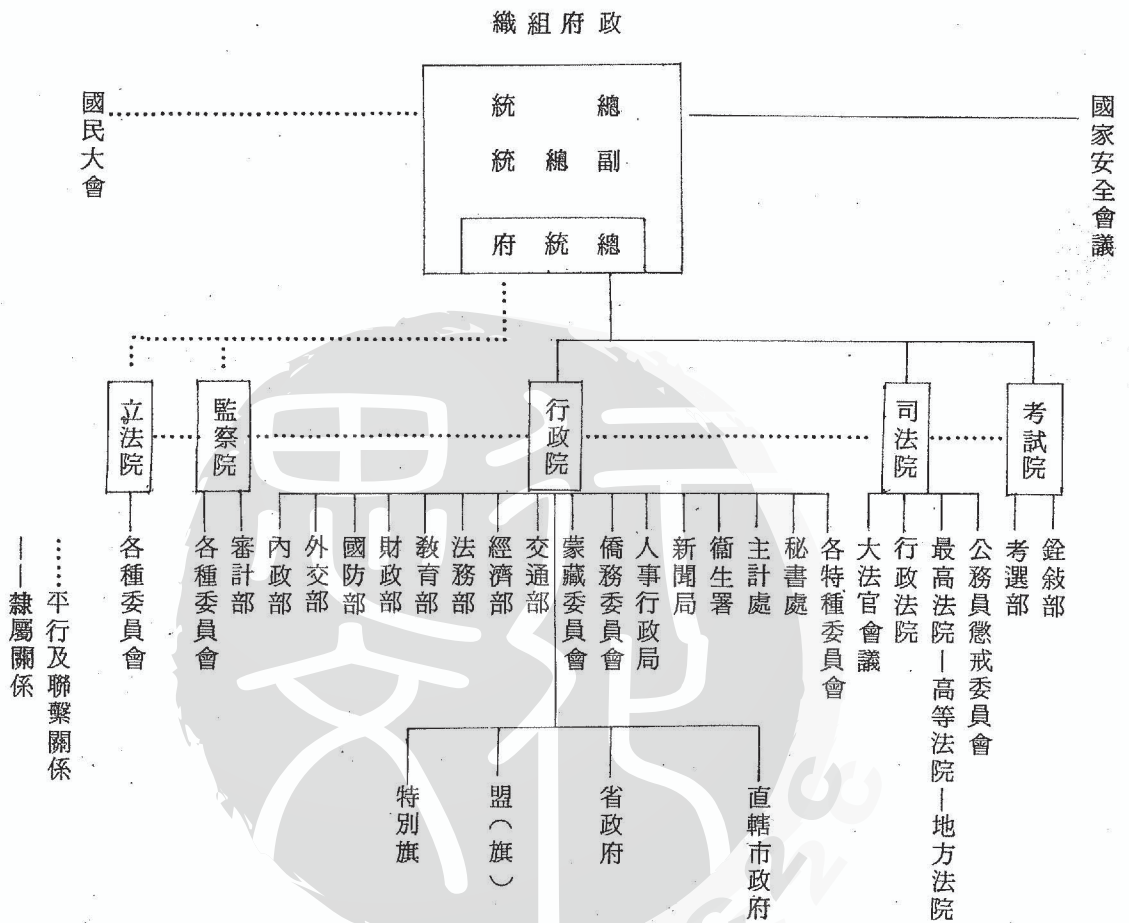 政府組織
總統
副總統
總統府
國家安全會議
國民大會
考試院
司法院
行政院
監察院
立法院
銓敍部
考選部
公務員懲戒委員會
最高法院—高等法院—地方法院
行政法院
大法官會議
各特種委員會
秘書處
主計處
衞生署
新聞局
人事行政局
僑務委員會
蒙藏委員會
交通部
經濟部
法務部
教育部
財政部
國防部
外交部
內政部
審計部
各種委員會
各種委員會
直轄市政府
省政府
盟(旗)
特別旗
……平行及聯繫關係
——隸屬關係